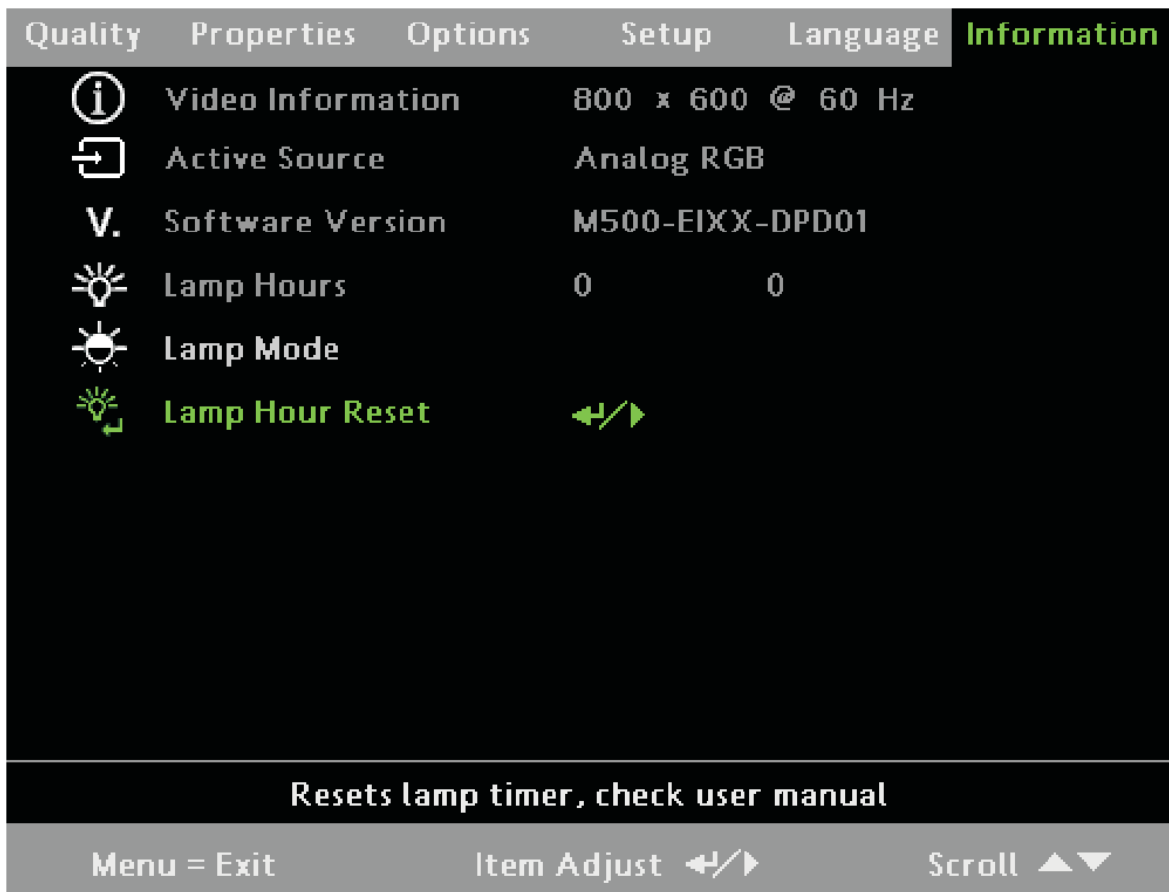 Quality Properties Options Setup Language Information
Video Information 800 x 600 @ 60 Hz
Active Source Analog RGB
V. Software Version M500-EIXX-DPD01
Lamp Hours 0 0
Lamp Mode
Lamp Hour Reset
Resets lamp timer, check user manual
Menu = Exit Item Adjust ↵/▶ Scroll ▲▼